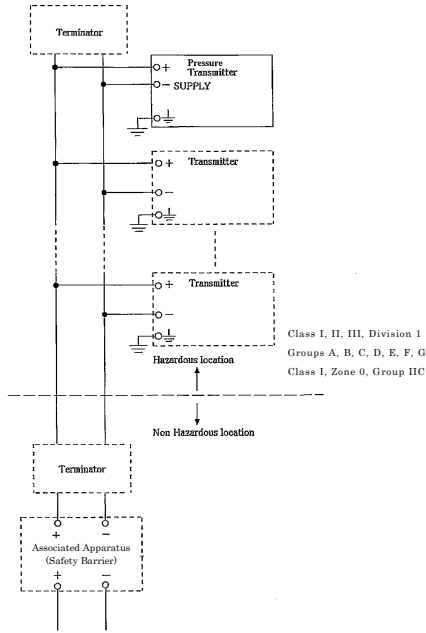 Terminator
+
Pressure
Transmitter
− SUPPLY
+
Transmitter
−
+
Transmitter
−
Class I, II, III, Division 1
Groups A, B, C, D, E, F, G
Class I, Zone 0, Group IIC
Hazardous location
Non Hazardous location
Terminator
+ −
Associated Apparatus
(Safety Barrier)
+ −